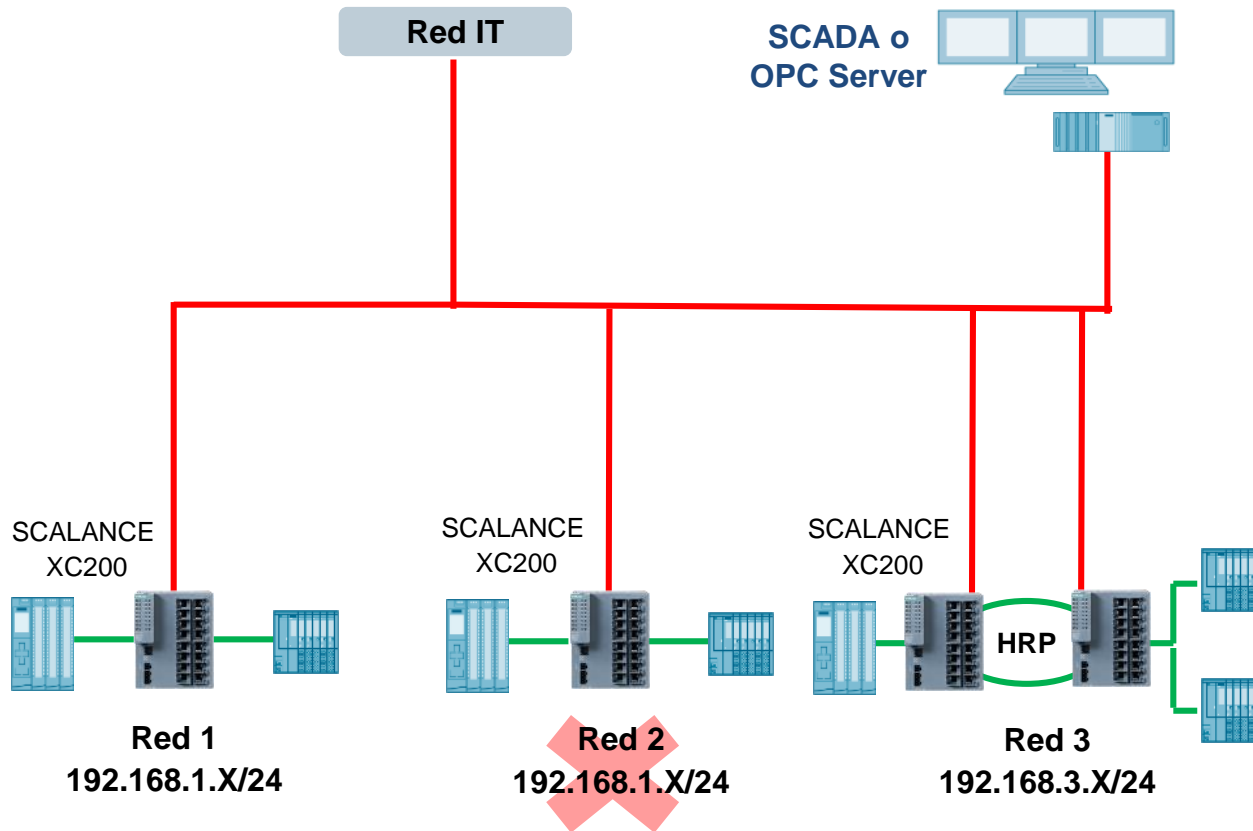 Red IT
SCADA o
OPC Server
SCALANCE
XC200
SCALANCE
XC200
SCALANCE
XC200
HRP
Red 1
192.168.1.X/24
Red 2
192.168.1.X/24
Red 3
192.168.3.X/24